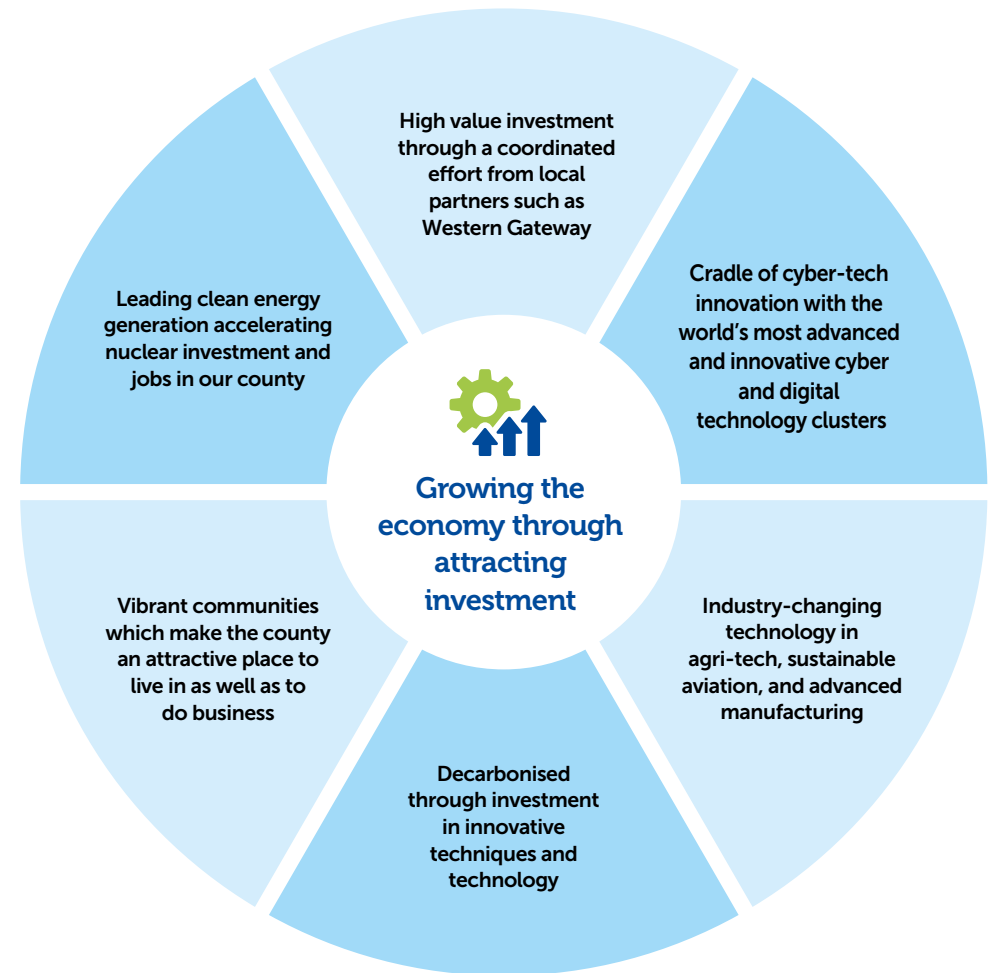 High value investment
through a coordinated
effort from local
partners such as
Western Gateway
Cradle of cyber-tech
innovation with the
world's most advanced
and innovative cyber
and digital
technology clusters
Industry-changing
technology in
agri-tech, sustainable
aviation, and advanced
manufacturing
Decarbonised
through investment
in innovative
techniques and
technology
Vibrant communities
which make the county
an attractive place to
live in as well as to
do business
Leading clean energy
generation accelerating
nuclear investment and
jobs in our county
Growing the
economy through
attracting
investment